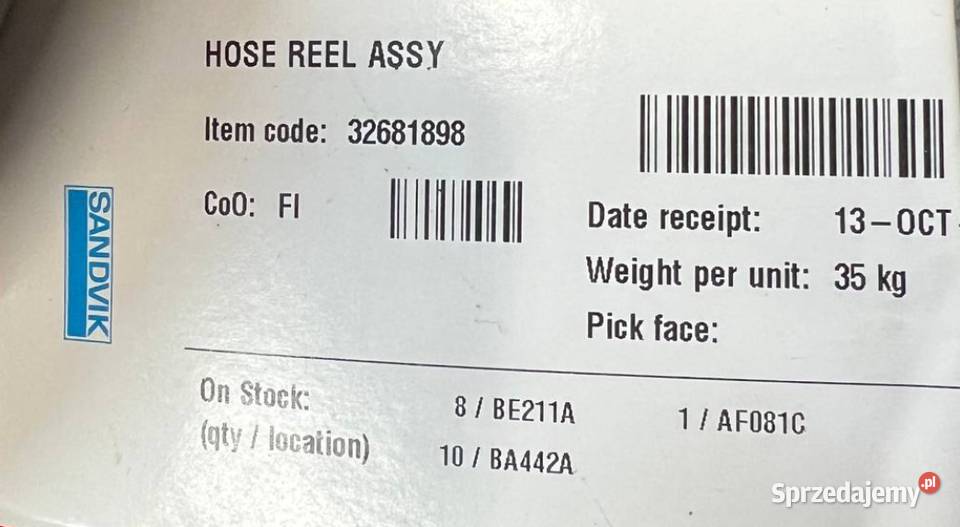 HOSE REEL ASSY
Item code: 32681898
CoO: FI
SANDVIK
Date receipt: 13-OCT
Weight per unit: 35 kg
Pick face:
On Stock: 8 / BE211A 1 / AF081C
(qty / location) 10 / BA442A
Sprzedajemy.pl